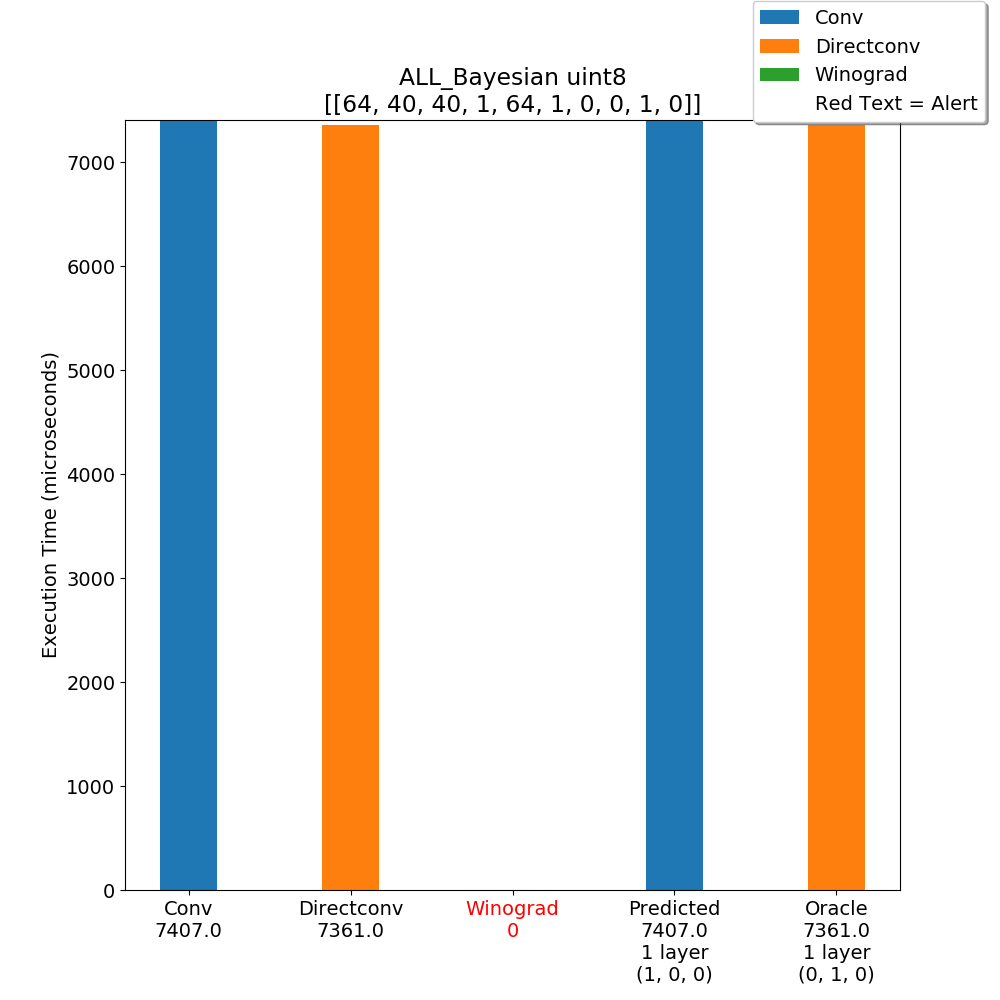 Conv
Directconv
Winograd
Red Text = Alert
ALL_Bayesian uint8
[[64, 40, 40, 1, 64, 1, 0, 0, 1, 0]]
Execution Time (microseconds)
7000
6000
5000
4000
3000
2000
1000
0
Conv
7407.0
Directconv
7361.0
Winograd
0
Predicted
7407.0
1 layer
(1, 0, 0)
Oracle
7361.0
1 layer
(0, 1, 0)